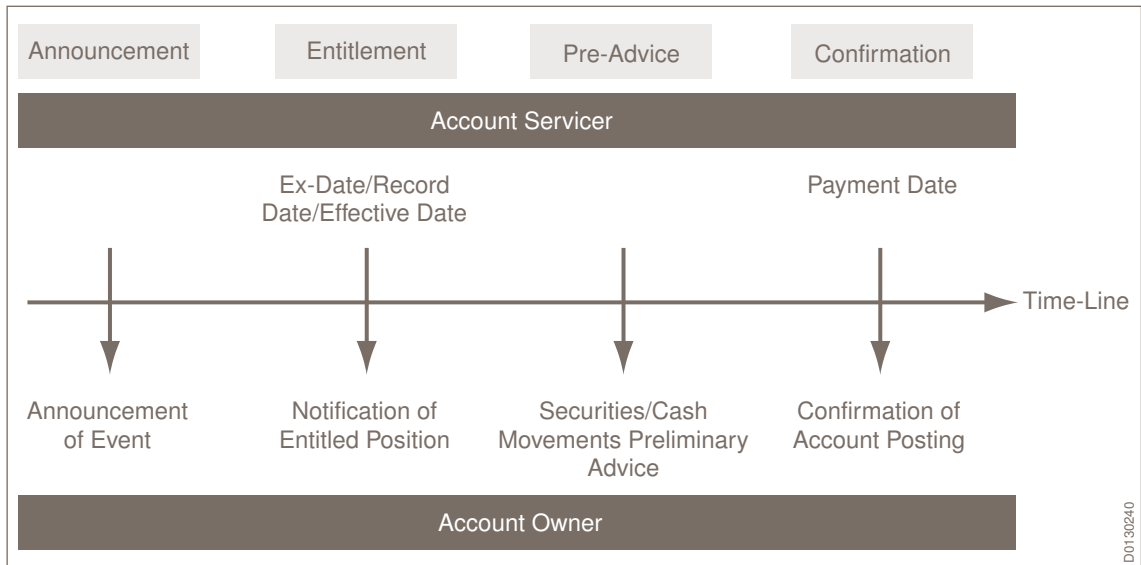 Announcement
Entitlement
Pre-Advice
Confirmation
Account Servicer
Ex-Date/Record
Date/Effective Date
Payment Date
Time-Line
Announcement
of Event
Notification of
Entitled Position
Securities/Cash
Movements Preliminary
Advice
Confirmation of
Account Posting
Account Owner
D0130240